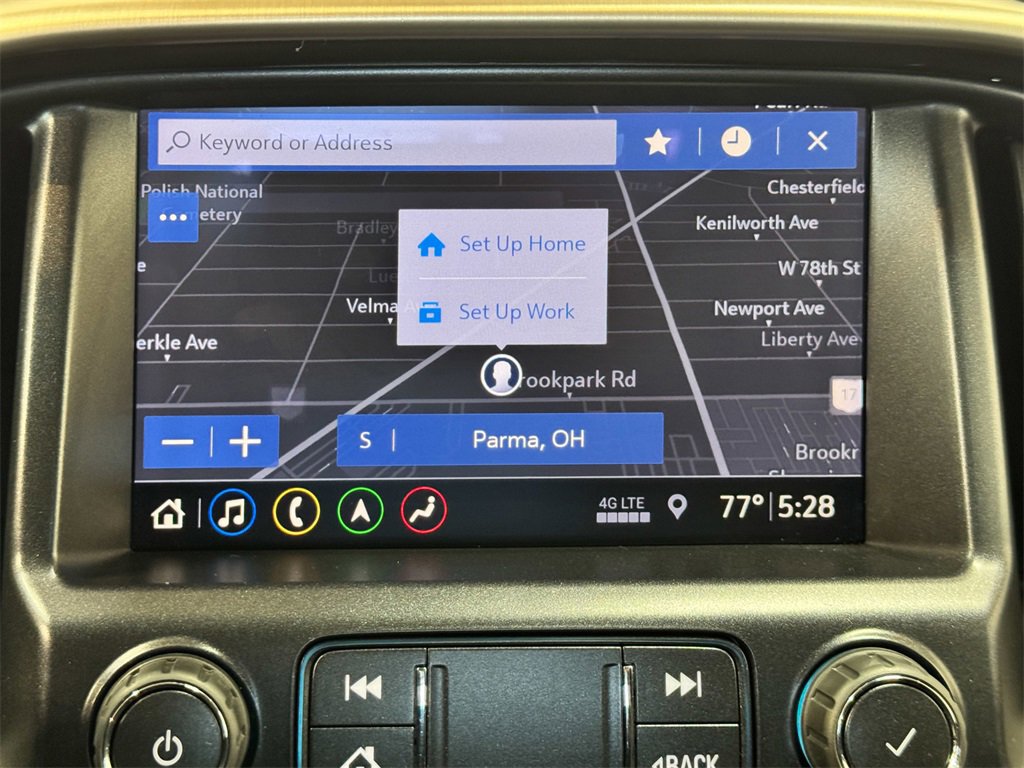 Keyword or Address
Polish National
Chesterfield
Kenilworth Ave
Bradley
Set Up Home
W 78th St
Velma
Set Up Work
Newport Ave
erkle Ave
Liberty Ave
rookpark Rd
17
S | Parma, OH
Brookr
4G LTE
77° | 5:28
BACK